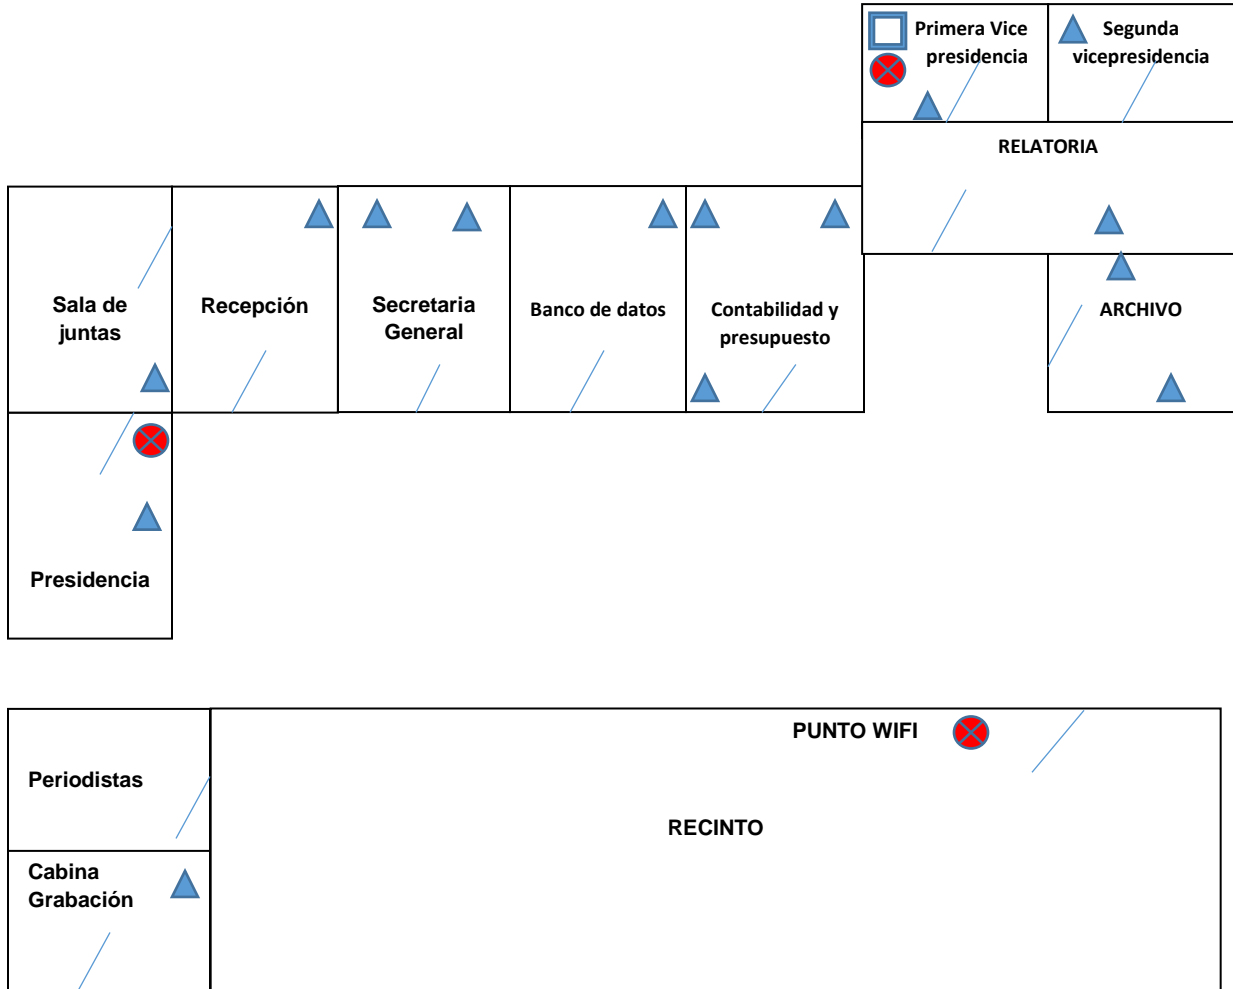 Primera Vice
presidencia
Segunda
vicepresidencia
RELATORIA
Sala de
juntas
Recepción
Secretaria
General
Banco de datos
Contabilidad y
presupuesto
ARCHIVO
Presidencia
PUNTO WIFI
Periodistas
RECINTO
Cabina
Grabación